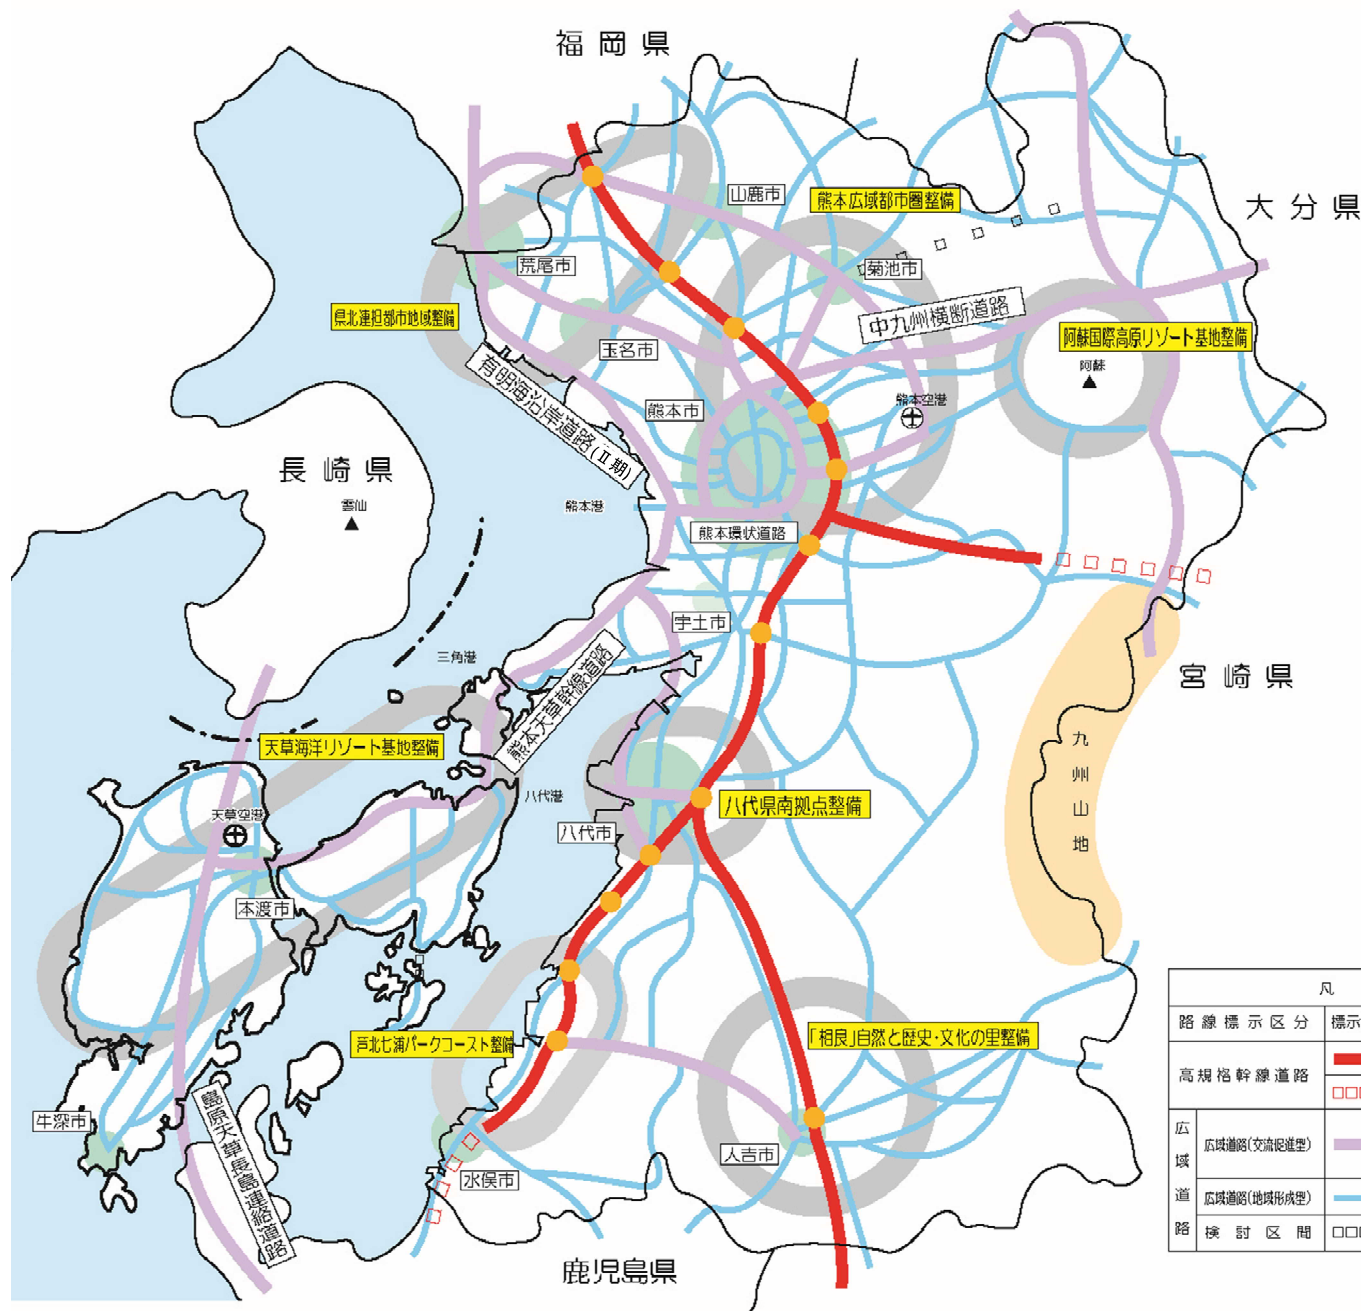 福岡県
大分県
山鹿市
熊本広域都市圏整備
荒尾市
菊池市
県北連担都市地域整備
中九州横断道路
玉名市
阿蘇国際高原リゾート基地整備
阿蘇
有明海沿岸道路(Ⅱ期)
熊本市
熊本空港
長崎県
雲仙
熊本港
熊本環状道路
宇土市
三角港
宮崎県
熊本天草幹線道路
天草海洋リゾート基地整備
九州山地
八代港
天草空港
八代県南拠点整備
八代市
本渡市
芦北七浦パークコースト整備
「相良」自然と歴史・文化の里整備
牛深市
島原天草長島連絡道路
人吉市
水俣市
鹿児島県
凡
路線標示区分 標示
高規格幹線道路
広域道路
広域道路(交流促進型)
広域道路(地域形成型)
検討区間